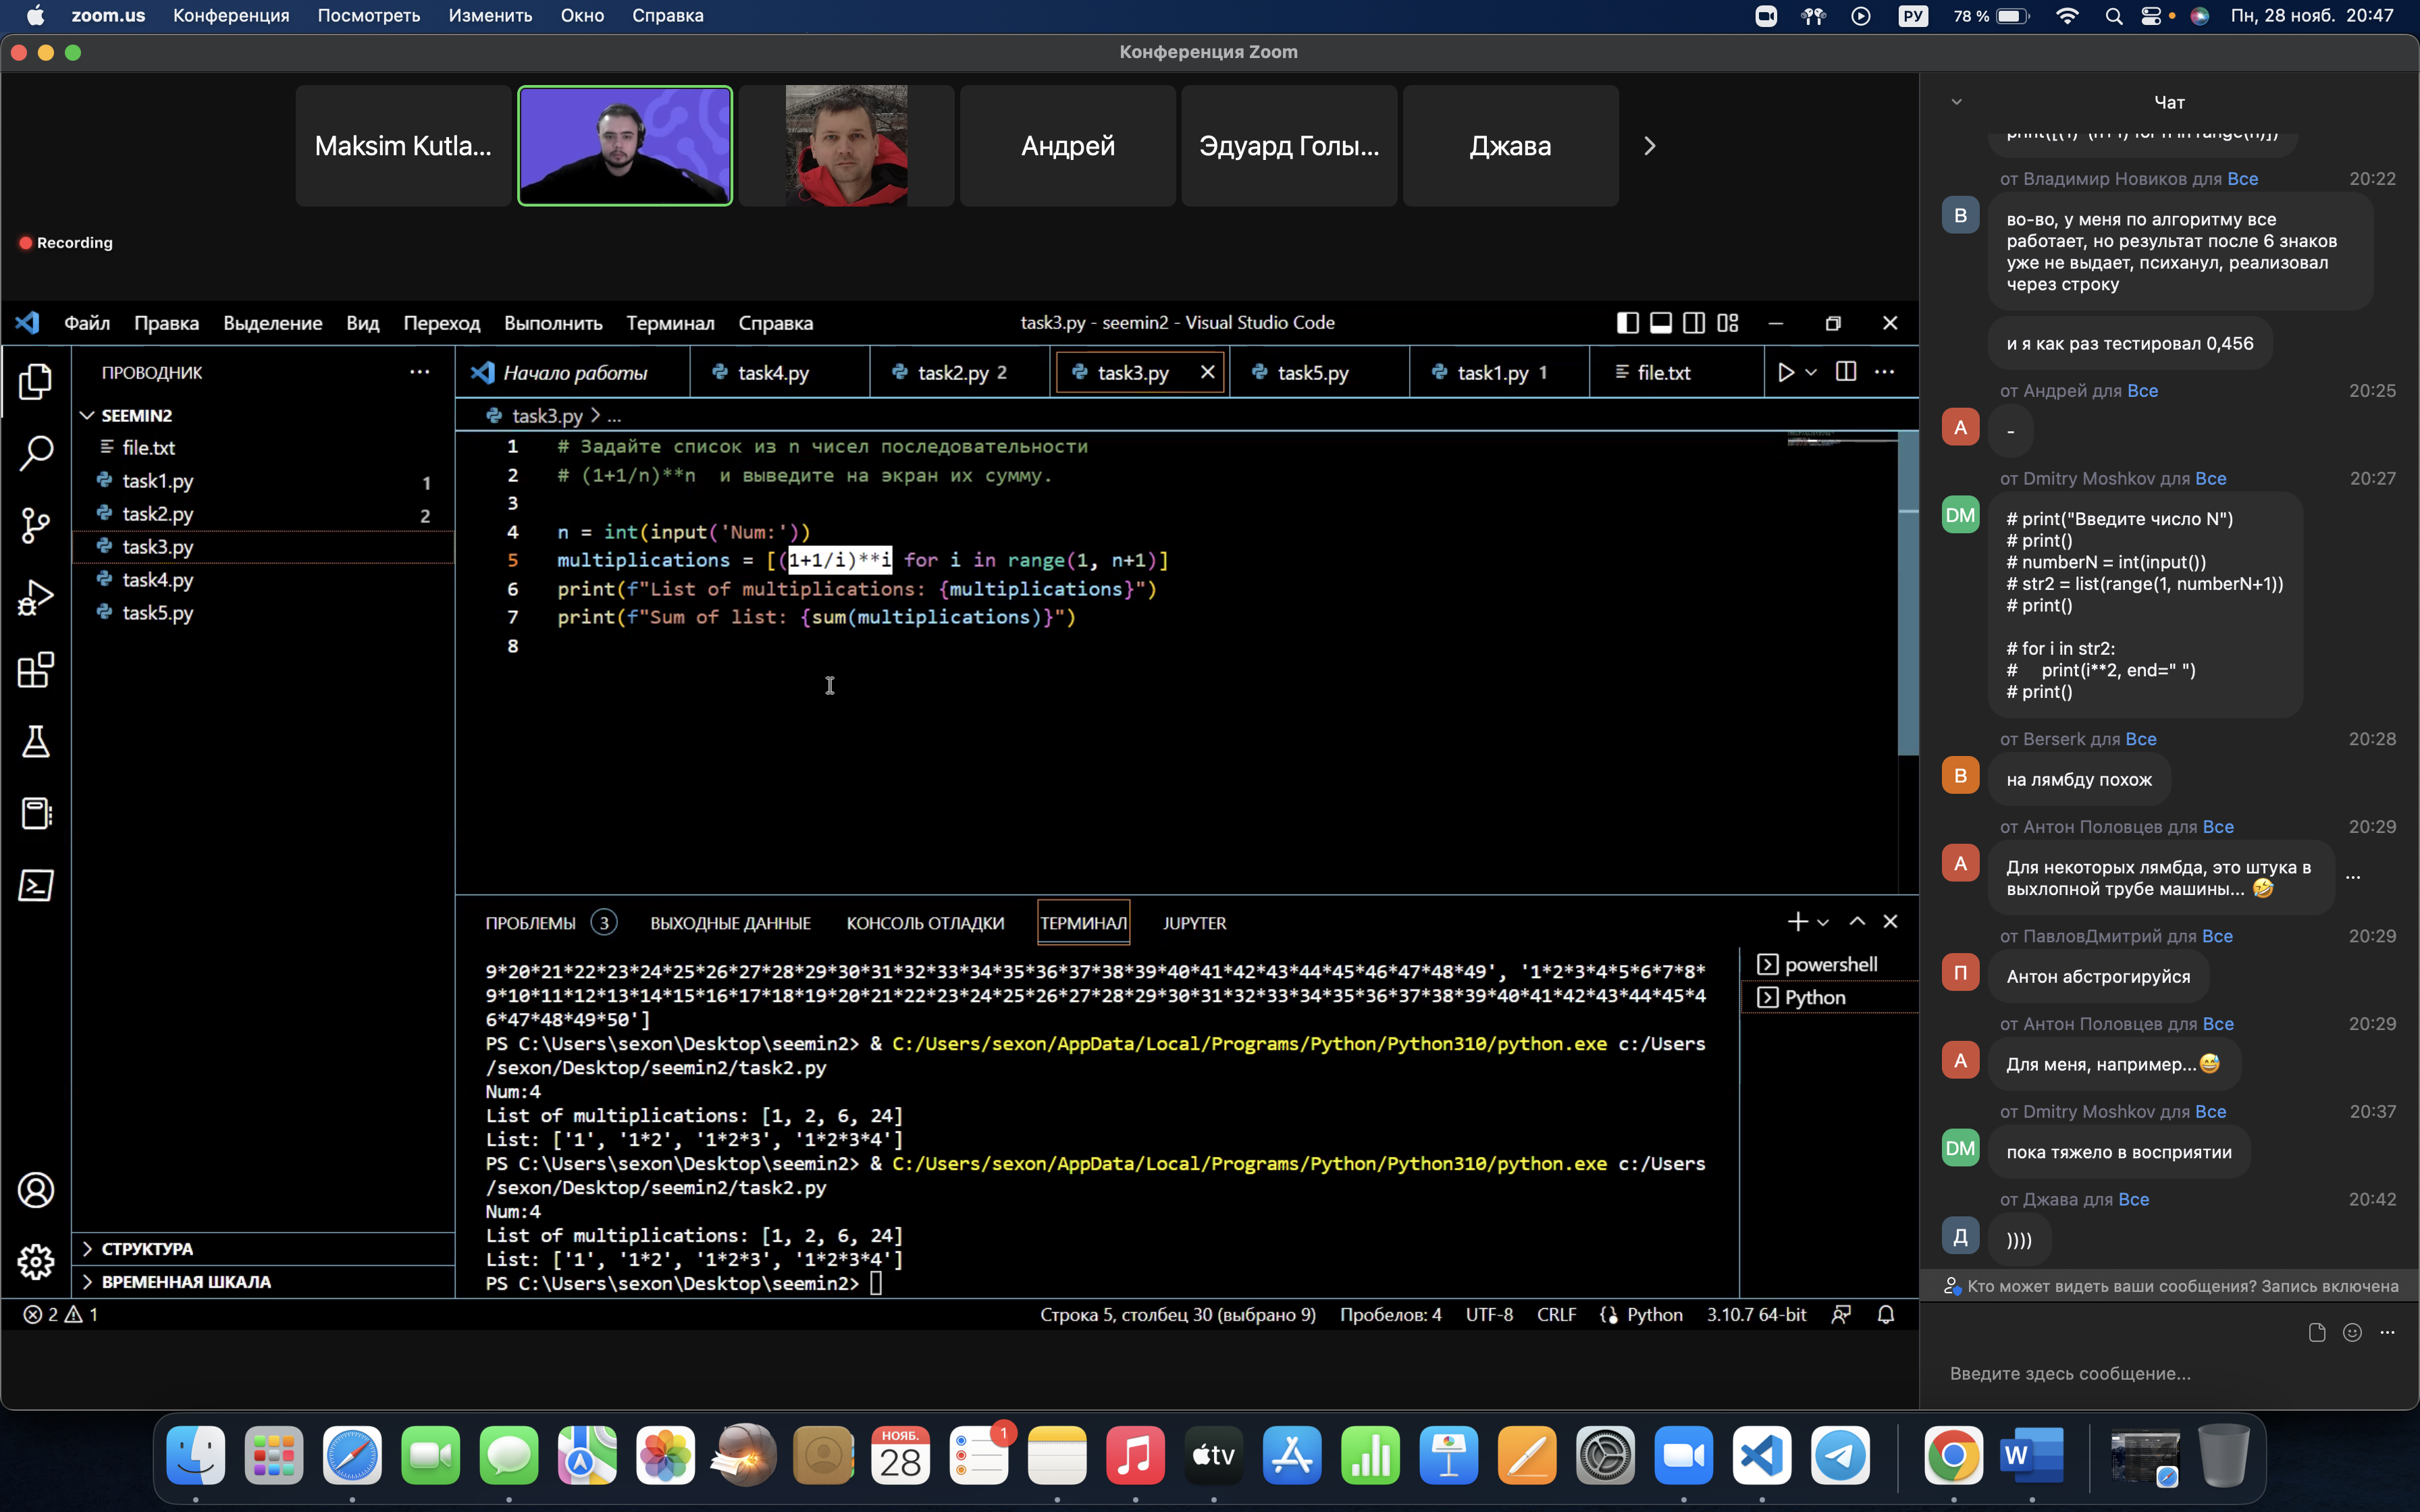 zoom.us Конференция Посмотреть Изменить Окно Справка
РУ 78 % Пн, 28 нояб. 20:47
Конференция Zoom
Maksim Kutla...
Андрей
Эдуард Голы...
Джава
Recording
Файл Правка Выделение Вид Переход Выполнить Терминал Справка
task3.py - seemin2 - Visual Studio Code
ПРОВОДНИК
SEEMIN2
file.txt
task1.py 1
task2.py 2
task3.py
task4.py
task5.py
СТРУКТУРА
ВРЕМЕННАЯ ШКАЛА
Начало работы
task4.py
task2.py 2
task3.py
task5.py
task1.py 1
file.txt
task3.py > ...
1 # Задайте список из n чисел последовательности
2 # (1+1/n)**n и выведите на экран их сумму.
3
4 n = int(input('Num:'))
5 multiplications = [(1+1/i)**i for i in range(1, n+1)]
6 print(f"List of multiplications: {multiplications}")
7 print(f"Sum of list: {sum(multiplications)}")
8
ПРОБЛЕМЫ 3 ВЫХОДНЫЕ ДАННЫЕ КОНСОЛЬ ОТЛАДКИ ТЕРМИНАЛ JUPYTER
9*20*21*22*23*24*25*26*27*28*29*30*31*32*33*34*35*36*37*38*39*40*41*42*43*44*45*46*47*48*49', '1*2*3*4*5*6*7*8*
9*10*11*12*13*14*15*16*17*18*19*20*21*22*23*24*25*26*27*28*29*30*31*32*33*34*35*36*37*38*39*40*41*42*43*44*45*4
6*47*48*49*50']
PS C:\Users\sexon\Desktop\seemin2> & C:/Users/sexon/AppData/Local/Programs/Python/Python310/python.exe c:/Users
/sexon/Desktop/seemin2/task2.py
Num:4
List of multiplications: [1, 2, 6, 24]
List: ['1', '1*2', '1*2*3', '1*2*3*4']
PS C:\Users\sexon\Desktop\seemin2> & C:/Users/sexon/AppData/Local/Programs/Python/Python310/python.exe c:/Users
/sexon/Desktop/seemin2/task2.py
Num:4
List of multiplications: [1, 2, 6, 24]
List: ['1', '1*2', '1*2*3', '1*2*3*4']
PS C:\Users\sexon\Desktop\seemin2>
powershell
Python
2 1
Строка 5, столбец 30 (выбрано 9) Пробелов: 4 UTF-8 CRLF Python 3.10.7 64-bit
Чат
от Владимир Новиков для Все 20:22
В
во-во, у меня по алгоритму все
работает, но результат после 6 знаков
уже не выдает, психанул, реализовал
через строку
и я как раз тестировал 0,456
от Андрей для Все 20:25
А
-
от Dmitry Moshkov для Все 20:27
DM
# print("Введите число N")
# print()
# numberN = int(input())
# str2 = list(range(1, numberN+1))
# print()
# for i in str2:
# print(i**2, end=" ")
# print()
от Berserk для Все 20:28
B
на лямбду похож
от Антон Половцев для Все 20:29
А
Для некоторых лямбда, это штука в
выхлопной трубе машины... 🤣
от ПавловДмитрий для Все 20:29
П
Антон абстрогируйся
от Антон Половцев для Все 20:29
А
Для меня, например...😅
от Dmitry Moshkov для Все 20:37
DM
пока тяжело в восприятии
от Джава для Все 20:42
Д
))))
Кто может видеть ваши сообщения? Запись включена
Введите здесь сообщение...
НОЯБ.
28
1
tv
W